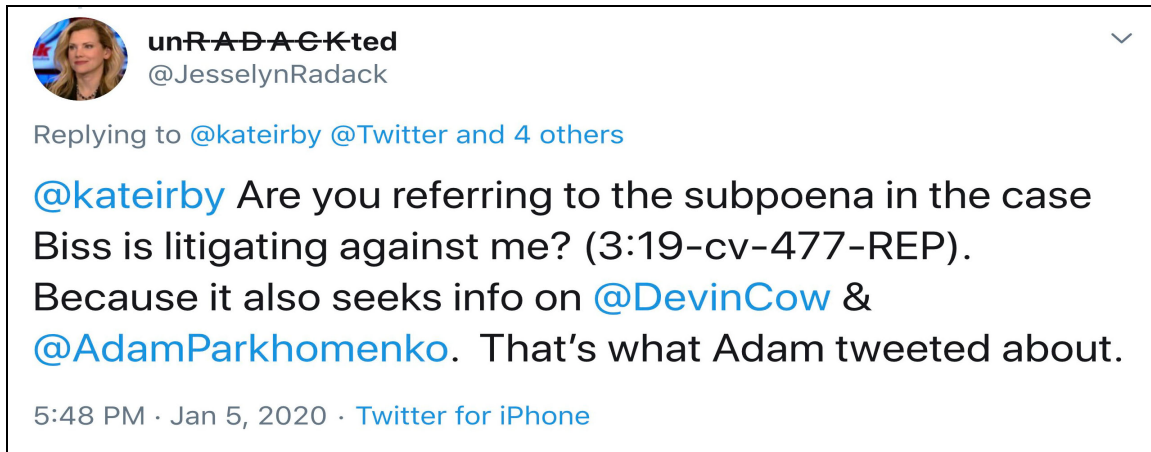 unRADACKted
@JesselynRadack
Replying to @kateirby @Twitter and 4 others
@kateirby Are you referring to the subpoena in the case
Biss is litigating against me? (3:19-cv-477-REP).
Because it also seeks info on @DevinCow &
@AdamParkhomenko.  That’s what Adam tweeted about.
5:48 PM · Jan 5, 2020 · Twitter for iPhone